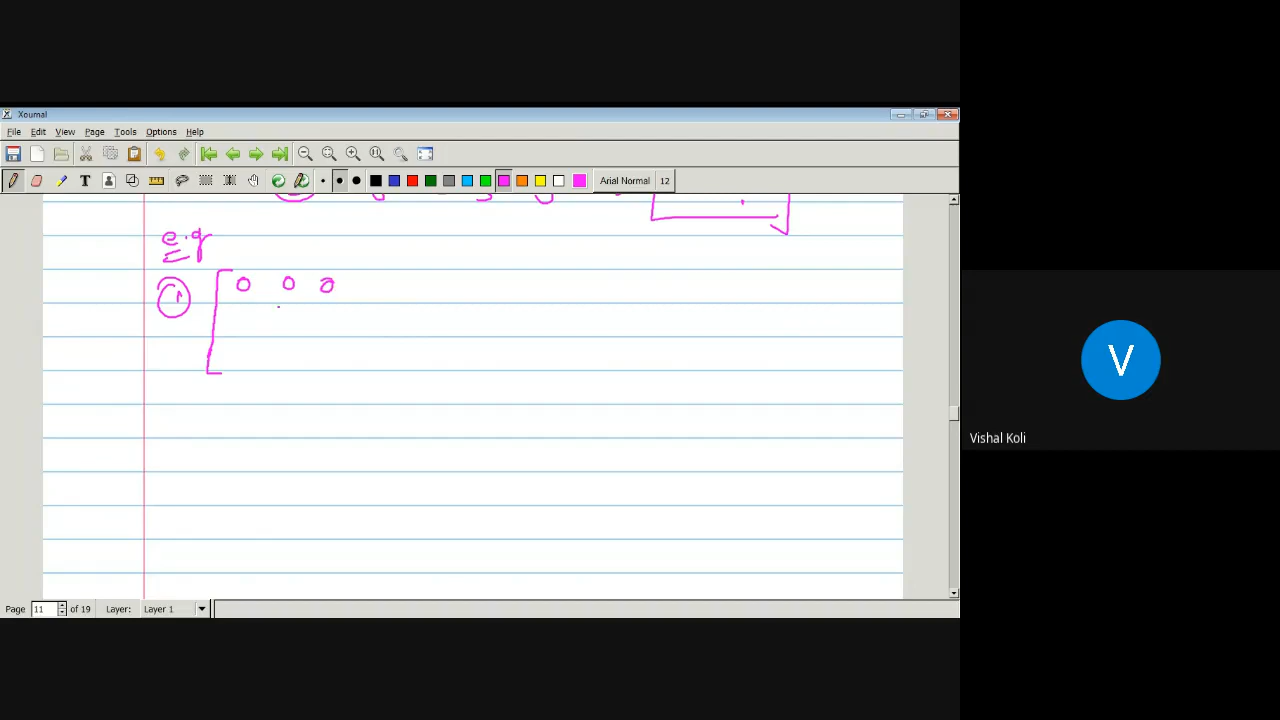 Xournal
File Edit View Page Tools Options Help
T Arial Normal 12
e.g
① [ 0 0 0
V
Vishal Koli
Page 11 of 19 Layer: Layer 1